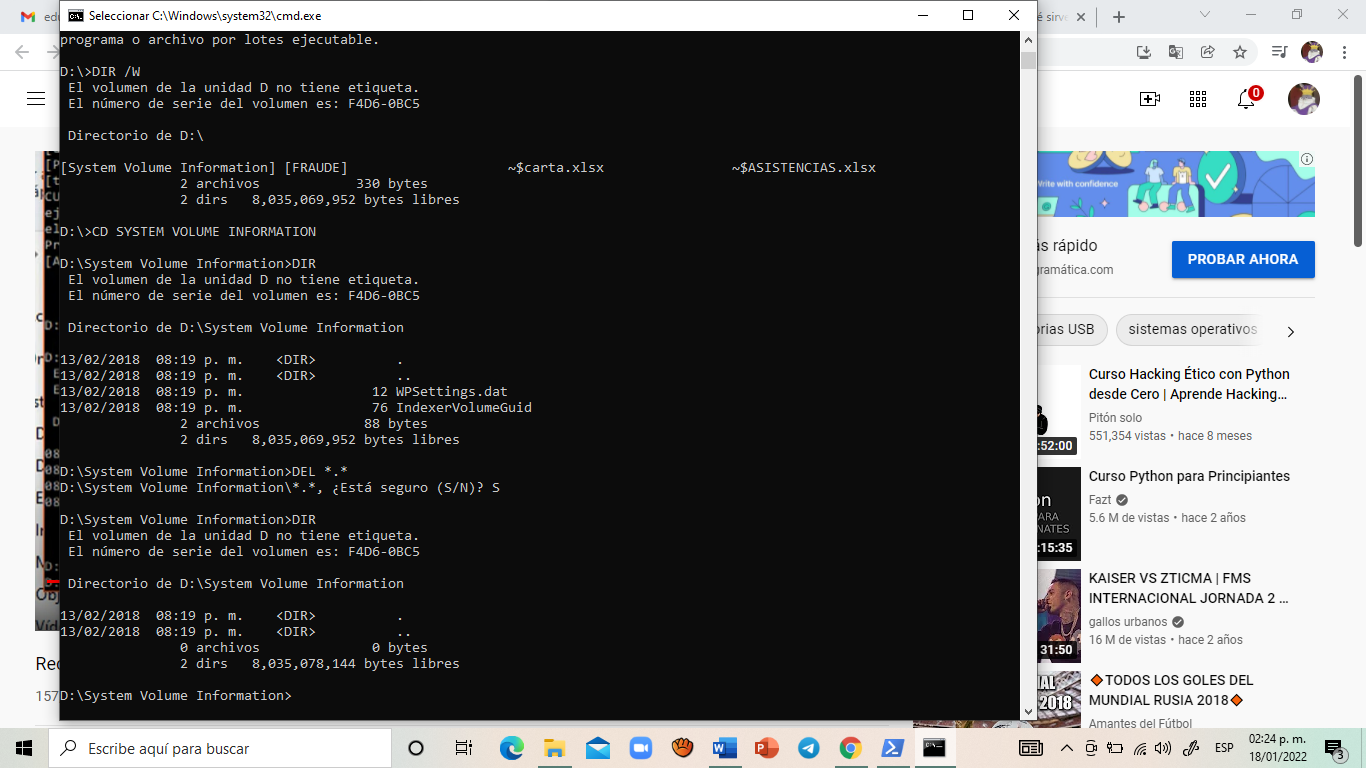 Seleccionar C:\Windows\system32\cmd.exe
programa o archivo por lotes ejecutable.
D:\>DIR /W
El volumen de la unidad D no tiene etiqueta.
El número de serie del volumen es: F4D6-0BC5
Directorio de D:\
[System Volume Information] [FRAUDE] ~$carta.xlsx ~$ASISTENCIAS.xlsx
2 archivos 330 bytes
2 dirs 8,035,069,952 bytes libres
D:\>CD SYSTEM VOLUME INFORMATION
D:\System Volume Information>DIR
El volumen de la unidad D no tiene etiqueta.
El número de serie del volumen es: F4D6-0BC5
Directorio de D:\System Volume Information
13/02/2018 08:19 p. m. <DIR> .
13/02/2018 08:19 p. m. <DIR> ..
13/02/2018 08:19 p. m. 12 WPSettings.dat
13/02/2018 08:19 p. m. 76 IndexerVolumeGuid
2 archivos 88 bytes
2 dirs 8,035,069,952 bytes libres
D:\System Volume Information>DEL *.*
D:\System Volume Information\*.*, ¿Está seguro (S/N)? S
D:\System Volume Information>DIR
El volumen de la unidad D no tiene etiqueta.
El número de serie del volumen es: F4D6-0BC5
Directorio de D:\System Volume Information
13/02/2018 08:19 p. m. <DIR> .
13/02/2018 08:19 p. m. <DIR> ..
0 archivos 0 bytes
2 dirs 8,035,078,144 bytes libres
D:\System Volume Information>
0
Write with confidence
rápido
gramática.com
PROBAR AHORA
USB
sistemas operativos
Curso Hacking Ético con Python
desde Cero | Aprende Hacking...
Pitón solo
551,354 vistas • hace 8 meses
:52:00
Curso Python para Principiantes
Fazt
5.6 M de vistas • hace 2 años
:15:35
KAISER VS ZTICMA | FMS
INTERNACIONAL JORNADA 2 ...
gallos urbanos
16 M de vistas • hace 2 años
31:50
TODOS LOS GOLES DEL
MUNDIAL RUSIA 2018
Amantes del Fútbol
2018
157
Escribe aquí para buscar
ESP
02:24 p. m.
18/01/2022
3